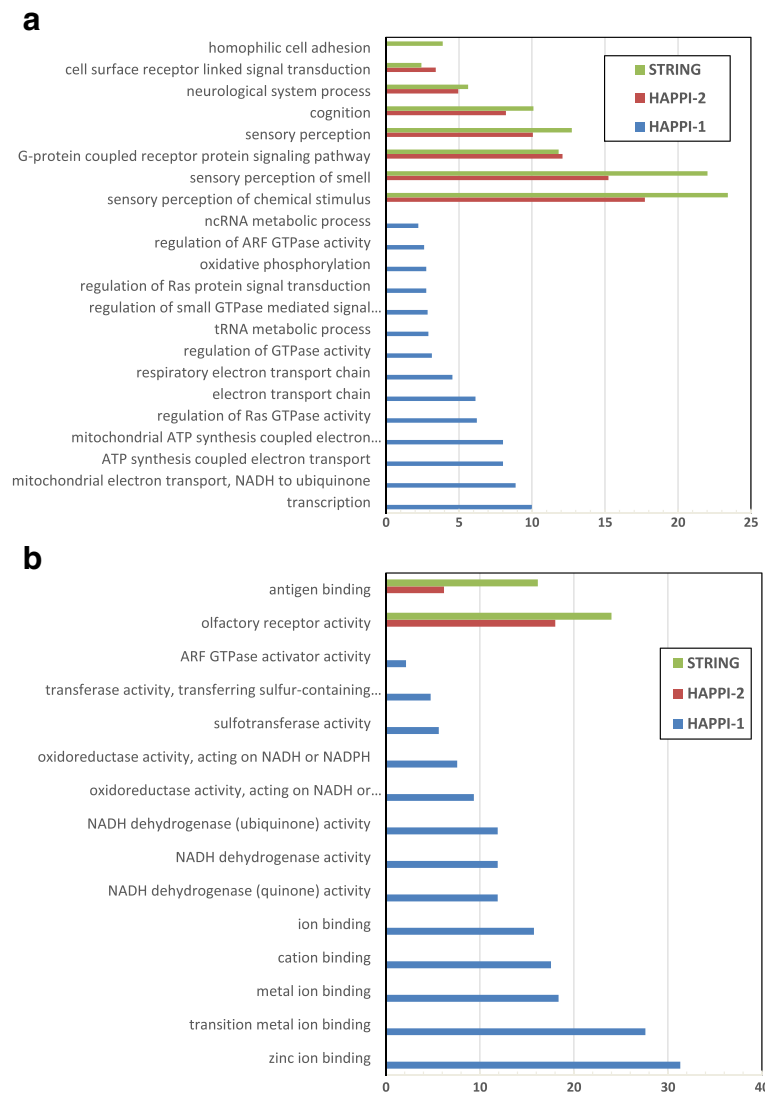 a
homophilic cell adhesion
cell surface receptor linked signal transduction
neurological system process
cognition
sensory perception
G-protein coupled receptor protein signaling pathway
sensory perception of smell
sensory perception of chemical stimulus
ncRNA metabolic process
regulation of ARF GTPase activity
oxidative phosphorylation
regulation of Ras protein signal transduction
regulation of small GTPase mediated signal...
tRNA metabolic process
regulation of GTPase activity
respiratory electron transport chain
electron transport chain
regulation of Ras GTPase activity
mitochondrial ATP synthesis coupled electron...
ATP synthesis coupled electron transport
mitochondrial electron transport, NADH to ubiquinone
transcription
STRING
HAPPI-2
HAPPI-1
0 5 10 15 20 25
b
antigen binding
olfactory receptor activity
ARF GTPase activator activity
transferase activity, transferring sulfur-containing...
sulfotransferase activity
oxidoreductase activity, acting on NADH or NADPH
oxidoreductase activity, acting on NADH or...
NADH dehydrogenase (ubiquinone) activity
NADH dehydrogenase activity
NADH dehydrogenase (quinone) activity
ion binding
cation binding
metal ion binding
transition metal ion binding
zinc ion binding
STRING
HAPPI-2
HAPPI-1
0 10 20 30 40